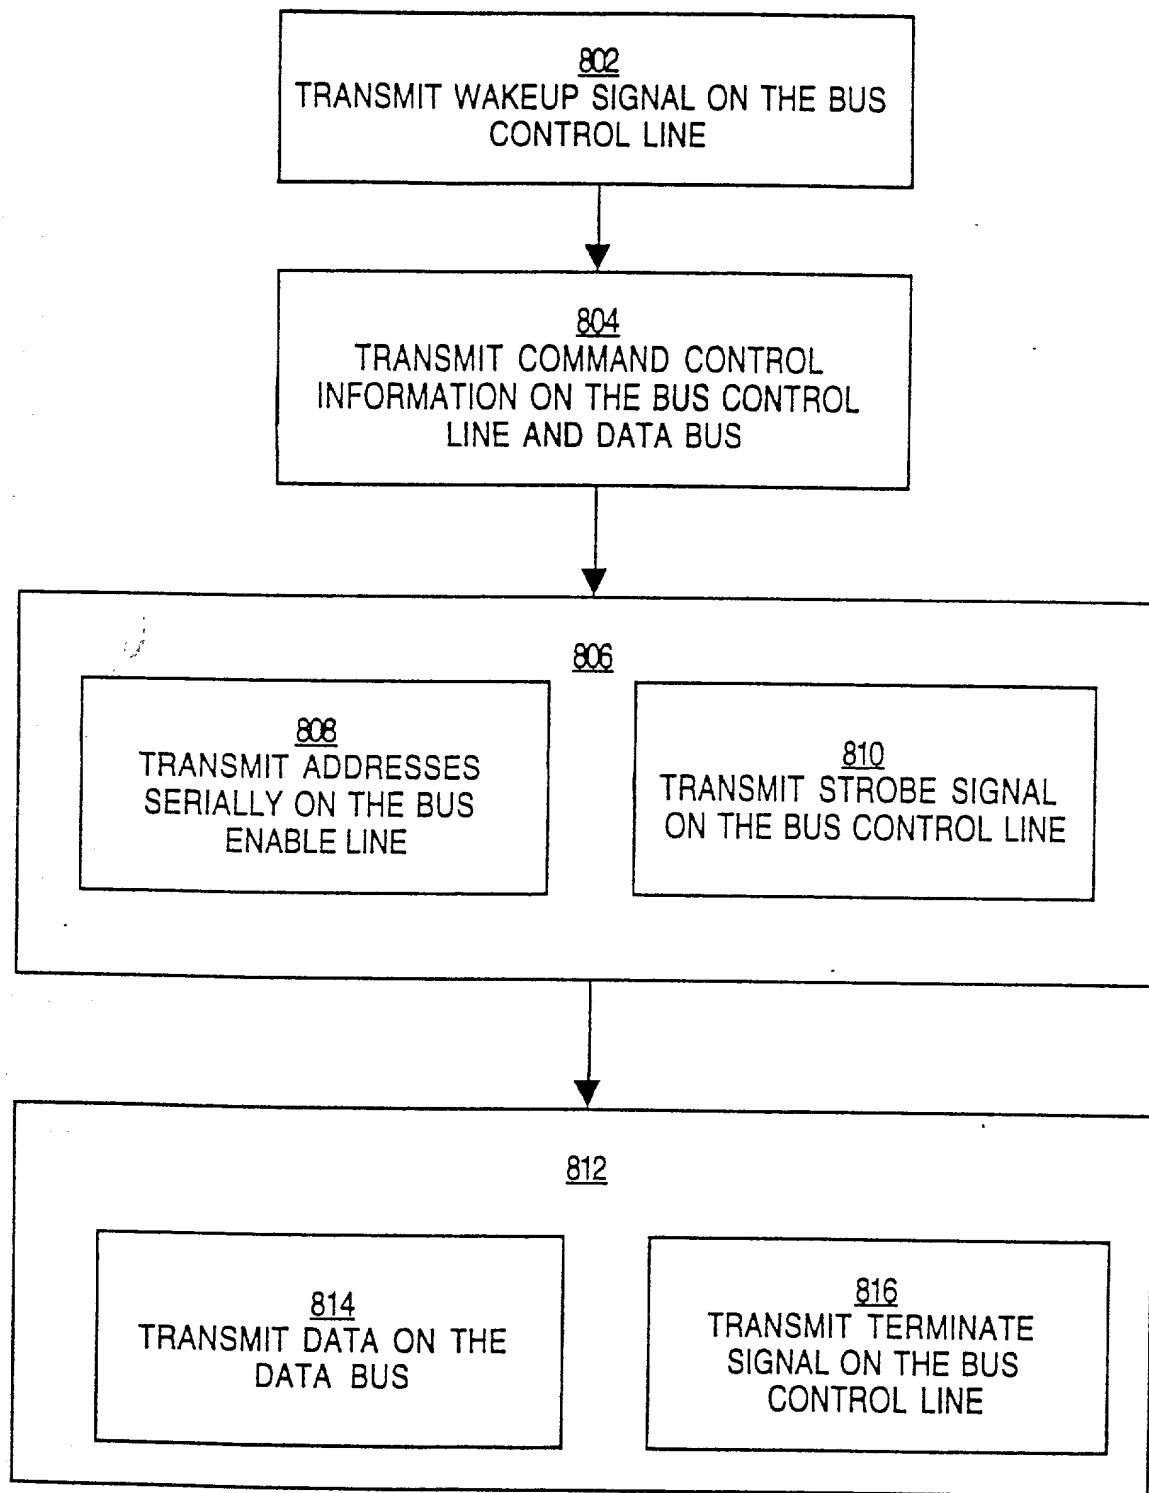 802
TRANSMIT WAKEUP SIGNAL ON THE BUS
CONTROL LINE
804
TRANSMIT COMMAND CONTROL
INFORMATION ON THE BUS CONTROL
LINE AND DATA BUS
806
808
TRANSMIT ADDRESSES
SERIALLY ON THE BUS
ENABLE LINE
810
TRANSMIT STROBE SIGNAL
ON THE BUS CONTROL LINE
812
814
TRANSMIT DATA ON THE
DATA BUS
816
TRANSMIT TERMINATE
SIGNAL ON THE BUS
CONTROL LINE